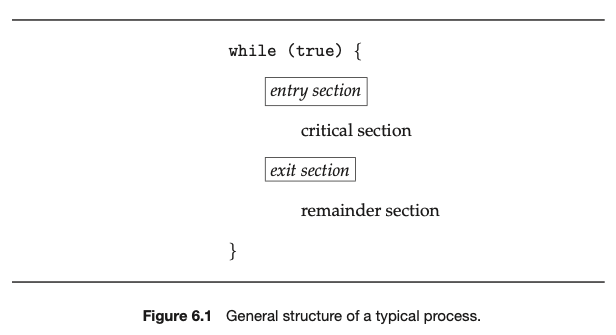 while (true) {
entry section
critical section
exit section
remainder section
}
Figure 6.1 General structure of a typical process.